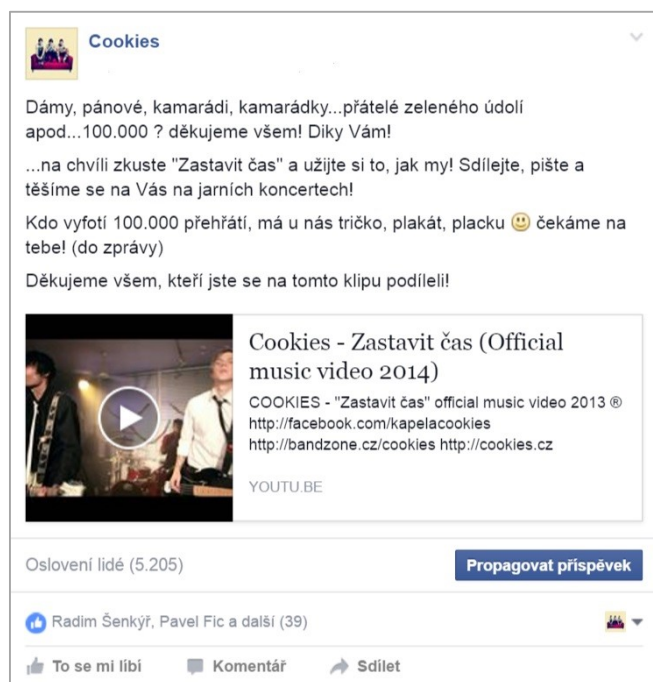 Cookies
Dámy, pánové, kamarádi, kamarádky...přátelé zeleného údolí
apod...100.000 ? děkujeme všem! Diky Vám!
...na chvíli zkuste "Zastavit čas" a užijte si to, jak my! Sdílejte, pište a
těšíme se na Vás na jarních koncertech!
Kdo vyfotí 100.000 přehřátí, má u nás tričko, plakát, placku 🙂 čekáme na
tebe! (do zprávy)
Děkujeme všem, kteří jste se na tomto klipu podíleli!
Cookies - Zastavit čas (Official
music video 2014)
COOKIES - "Zastavit čas" official music video 2013 ®
http://facebook.com/kapelacookies
http://bandzone.cz/cookies http://cookies.cz
YOUTU.BE
Oslovení lidé (5.205)
Propagovat příspěvek
Radim Šenkýř, Pavel Fic a další (39)
To se mi líbí Komentář Sdílet